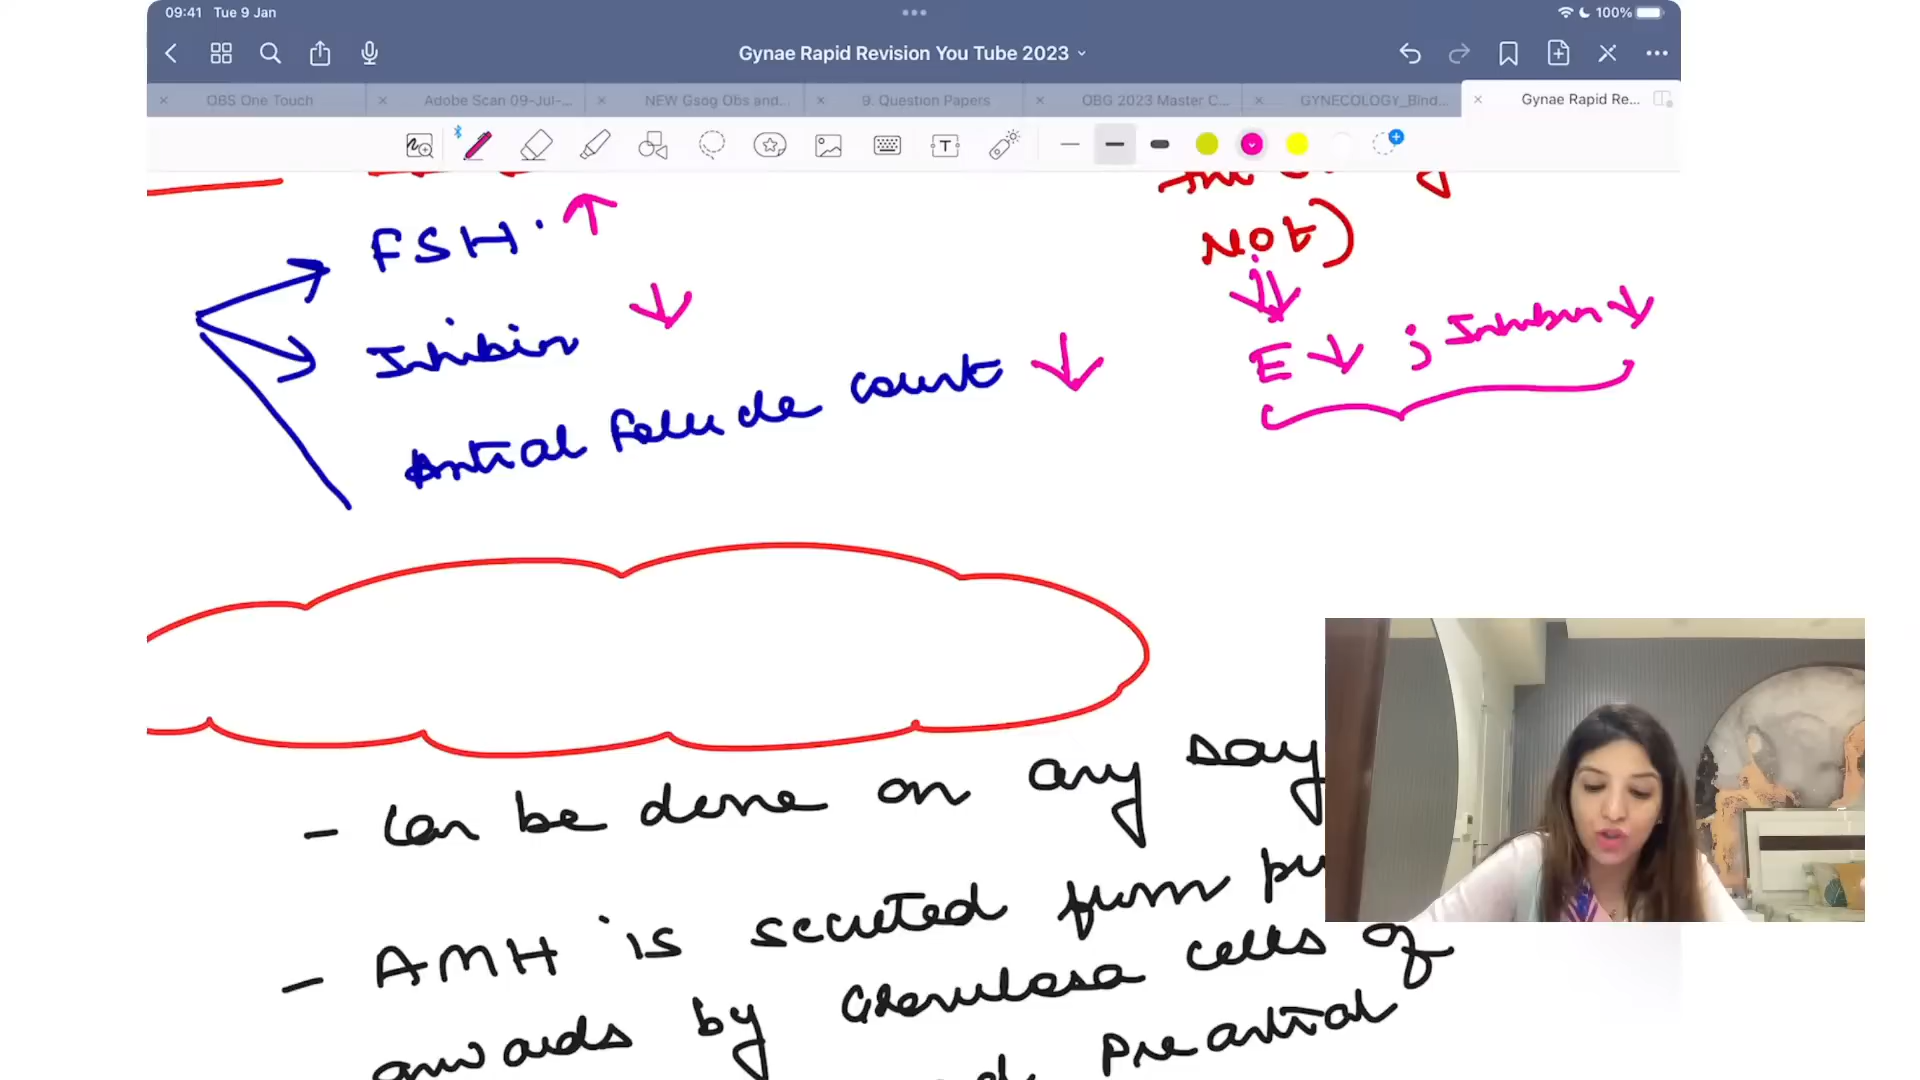 09:41 Tue 9 Jan
100%
Gynae Rapid Revision You Tube 2023
OBS One Touch
Adobe Scan 09-Jul-...
NEW Gsog Obs and...
9. Question Papers
OBG 2023 Master C...
GYNECOLOGY_Bind...
Gynae Rapid Re...
FSH ↑
Not)
Inhibin ↓
E ↓ ; Inhibin ↓
Antral follicle count ↓
- Can be done on any day
- AMH is secreted from
onwards by Granulosa cells of
Preantral